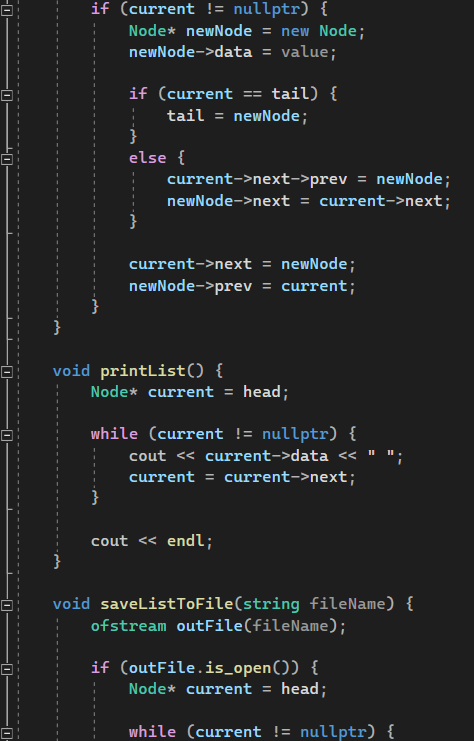 if (current != nullptr) {
Node* newNode = new Node;
newNode->data = value;
if (current == tail) {
tail = newNode;
}
else {
current->next->prev = newNode;
newNode->next = current->next;
}
current->next = newNode;
newNode->prev = current;
}
}
void printList() {
Node* current = head;
while (current != nullptr) {
cout << current->data << " ";
current = current->next;
}
cout << endl;
}
void saveListToFile(string fileName) {
ofstream outFile(fileName);
if (outFile.is_open()) {
Node* current = head;
while (current != nullptr) {